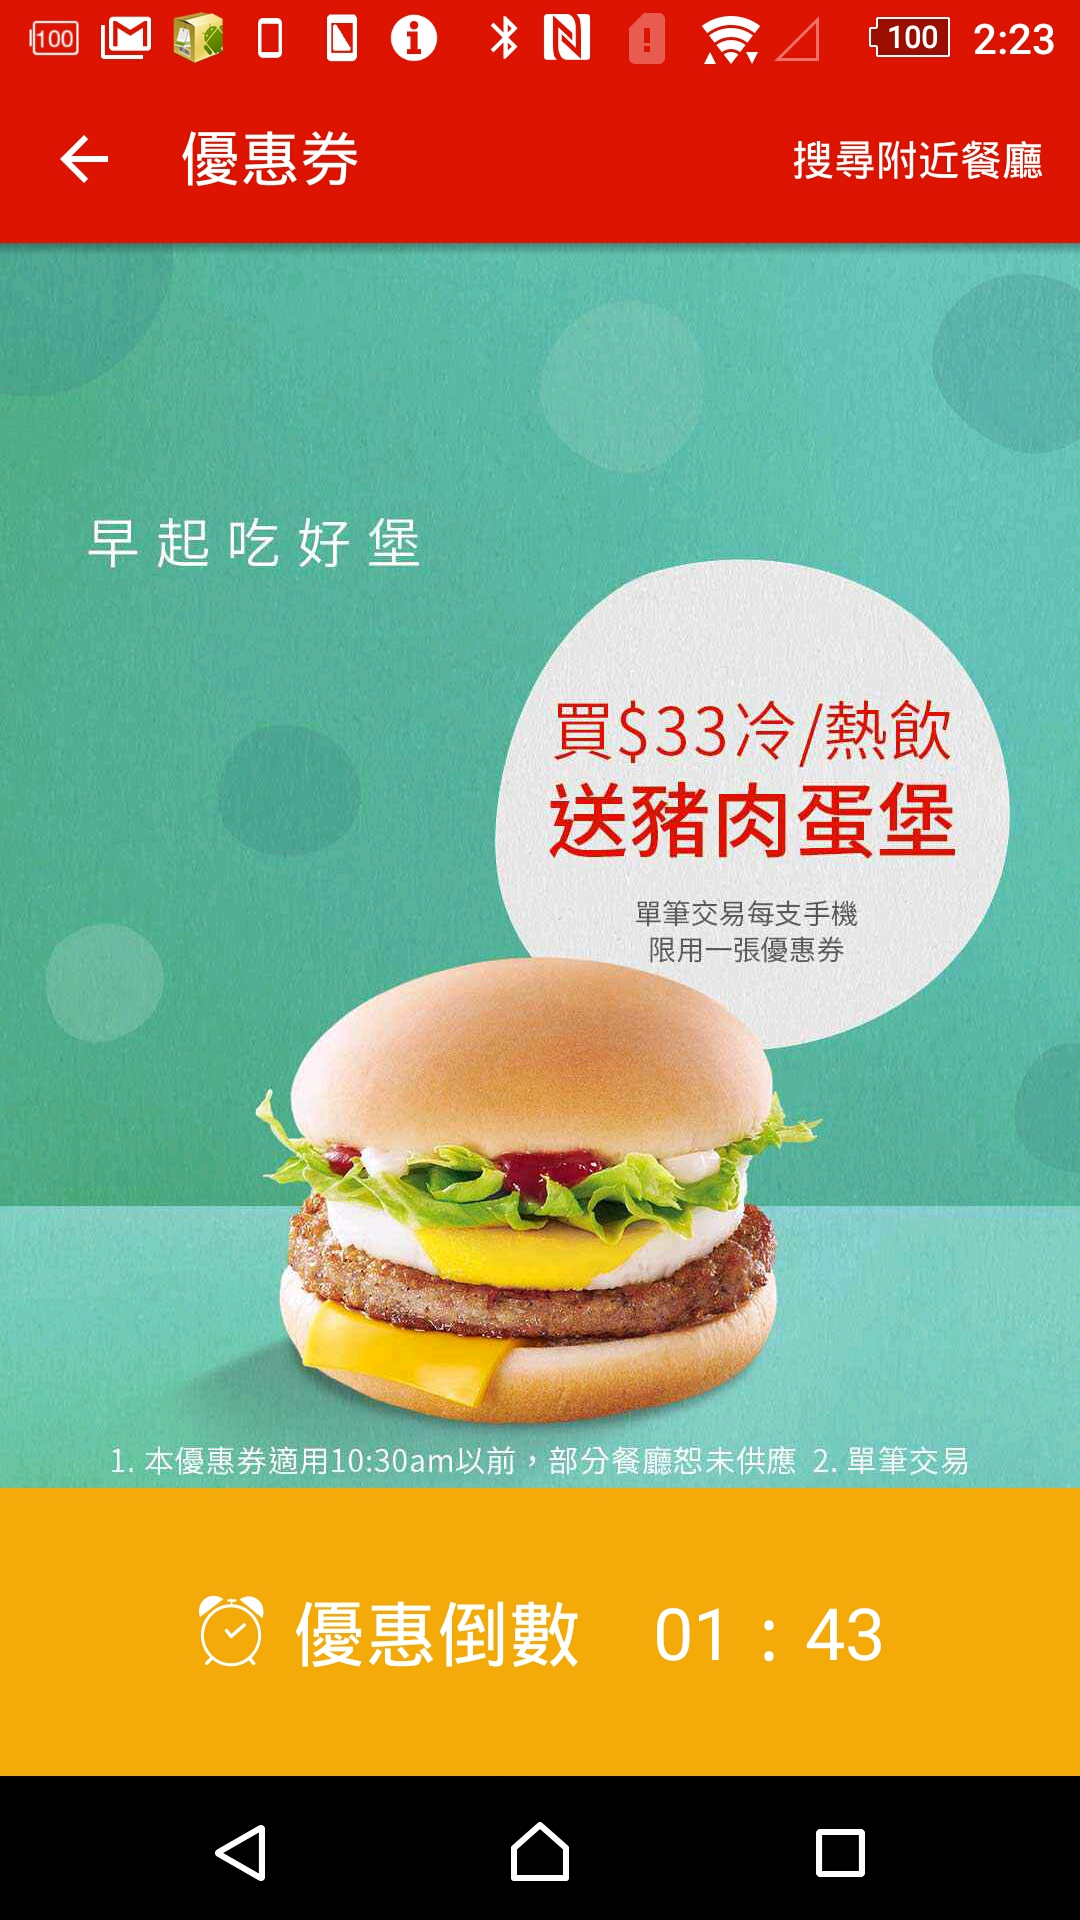 100
100 2:23
優惠券
搜尋附近餐廳
早起吃好堡
買$33冷/熱飲
送豬肉蛋堡
單筆交易每支手機
限用一張優惠券
1. 本優惠券適用10:30am以前，部分餐廳恕未供應 2. 單筆交易
優惠倒數 01 : 43